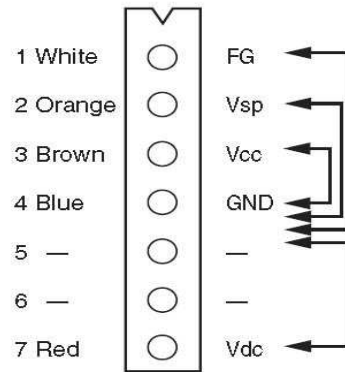 1 White FG
2 Orange Vsp
3 Brown Vcc
4 Blue GND
5 — —
6 — —
7 Red Vdc